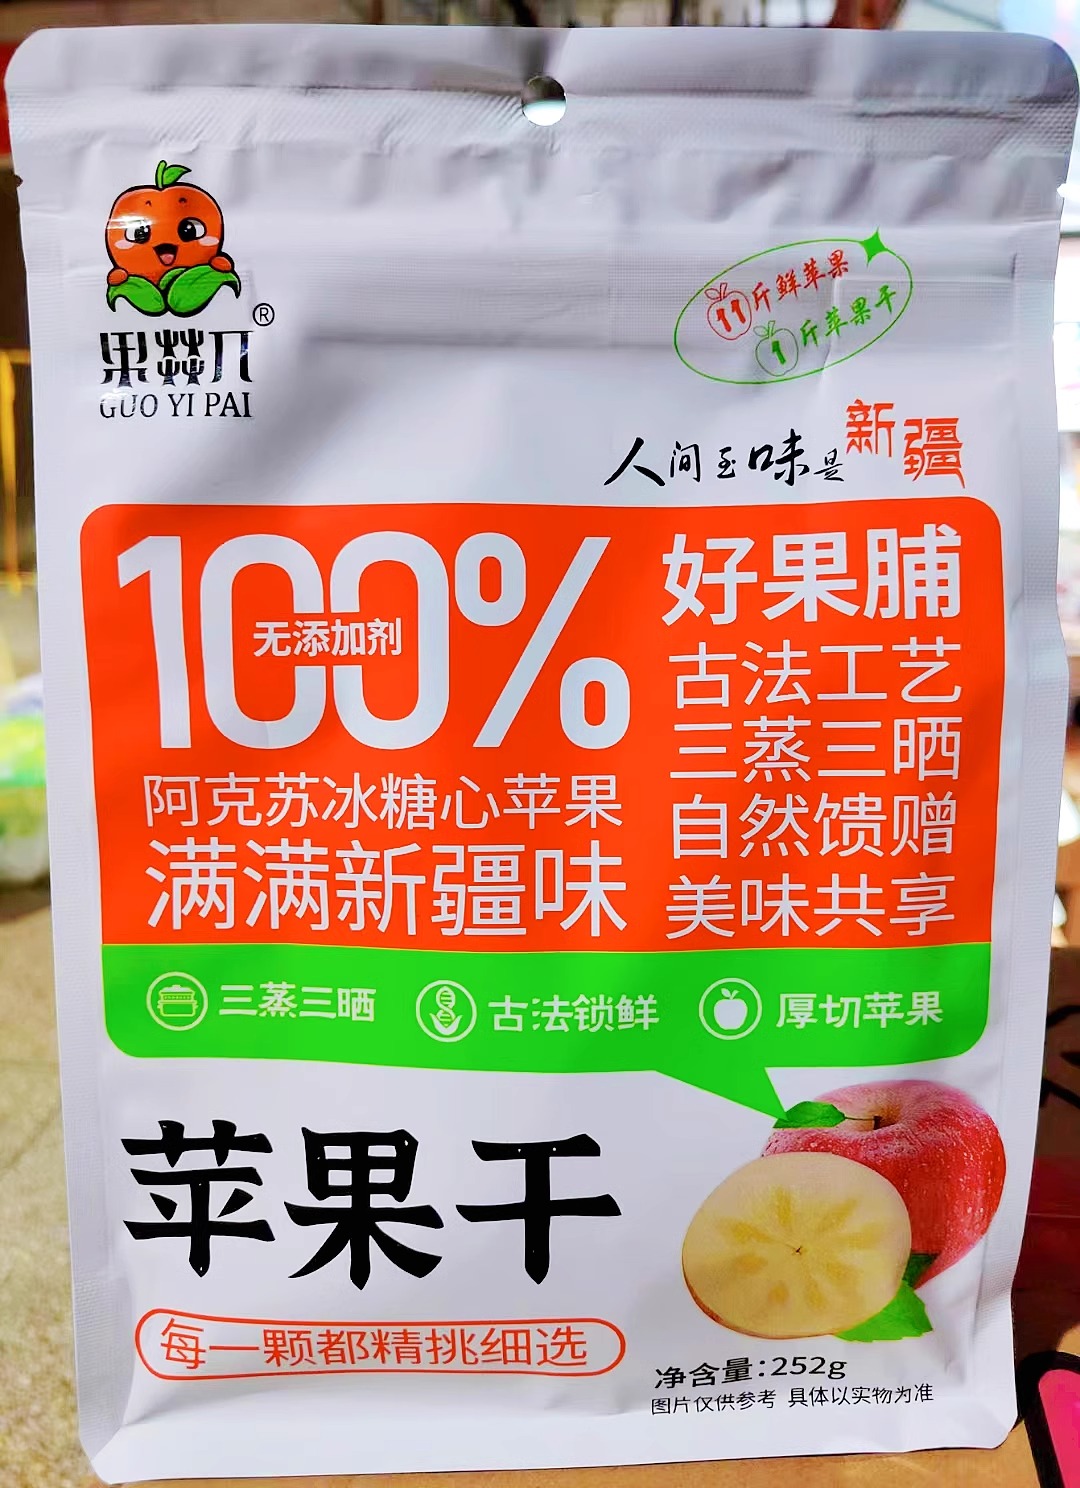 ®
GUO YI PAI
11斤鲜苹果
1斤苹果干
人间至味是新疆
100%
无添加剂
阿克苏冰糖心苹果
满满新疆味
好果脯
古法工艺
三蒸三晒
自然馈赠
美味共享
三蒸三晒
古法锁鲜
厚切苹果
苹果干
每一颗都精挑细选
净含量:252g
图片仅供参考 具体以实物为准